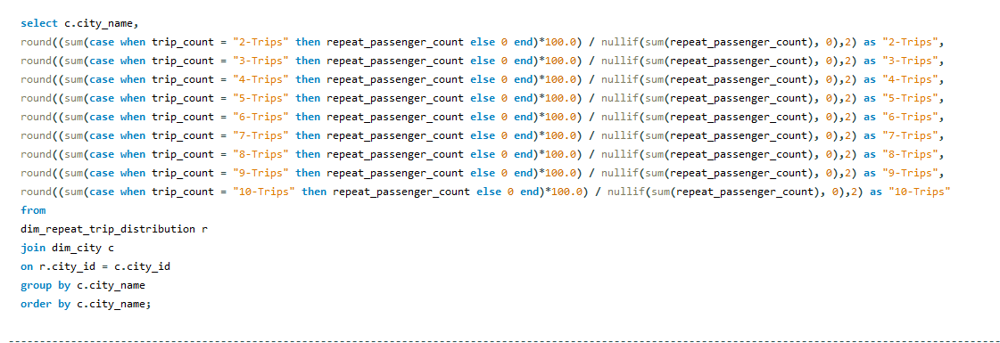 select c.city_name,
round((sum(case when trip_count = "2-Trips" then repeat_passenger_count else 0 end)*100.0) / nullif(sum(repeat_passenger_count), 0),2) as "2-Trips",
round((sum(case when trip_count = "3-Trips" then repeat_passenger_count else 0 end)*100.0) / nullif(sum(repeat_passenger_count), 0),2) as "3-Trips",
round((sum(case when trip_count = "4-Trips" then repeat_passenger_count else 0 end)*100.0) / nullif(sum(repeat_passenger_count), 0),2) as "4-Trips",
round((sum(case when trip_count = "5-Trips" then repeat_passenger_count else 0 end)*100.0) / nullif(sum(repeat_passenger_count), 0),2) as "5-Trips",
round((sum(case when trip_count = "6-Trips" then repeat_passenger_count else 0 end)*100.0) / nullif(sum(repeat_passenger_count), 0),2) as "6-Trips",
round((sum(case when trip_count = "7-Trips" then repeat_passenger_count else 0 end)*100.0) / nullif(sum(repeat_passenger_count), 0),2) as "7-Trips",
round((sum(case when trip_count = "8-Trips" then repeat_passenger_count else 0 end)*100.0) / nullif(sum(repeat_passenger_count), 0),2) as "8-Trips",
round((sum(case when trip_count = "9-Trips" then repeat_passenger_count else 0 end)*100.0) / nullif(sum(repeat_passenger_count), 0),2) as "9-Trips",
round((sum(case when trip_count = "10-Trips" then repeat_passenger_count else 0 end)*100.0) / nullif(sum(repeat_passenger_count), 0),2) as "10-Trips"
from
dim_repeat_trip_distribution r
join dim_city c
on r.city_id = c.city_id
group by c.city_name
order by c.city_name;